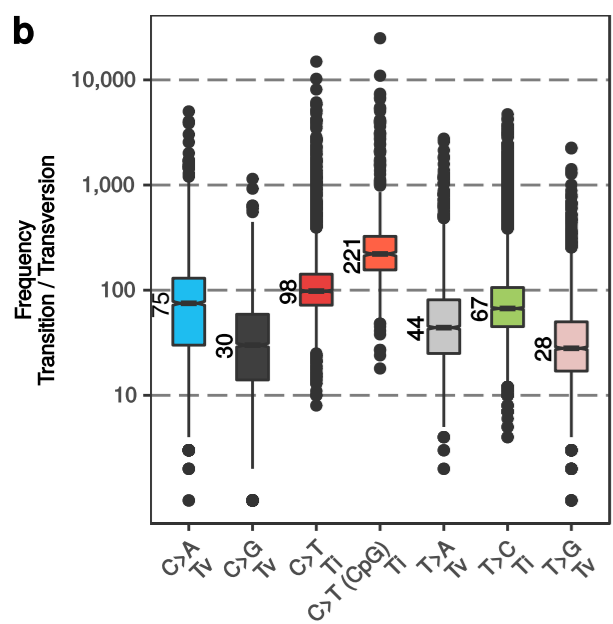 b
Frequency
Transition / Transversion
10,000
1,000
100
10
75
30
98
221
44
67
28
C>A
Tv
C>G
Tv
C>T
Ti
C>T (CpG)
Ti
T>A
Tv
T>C
Ti
T>G
Tv